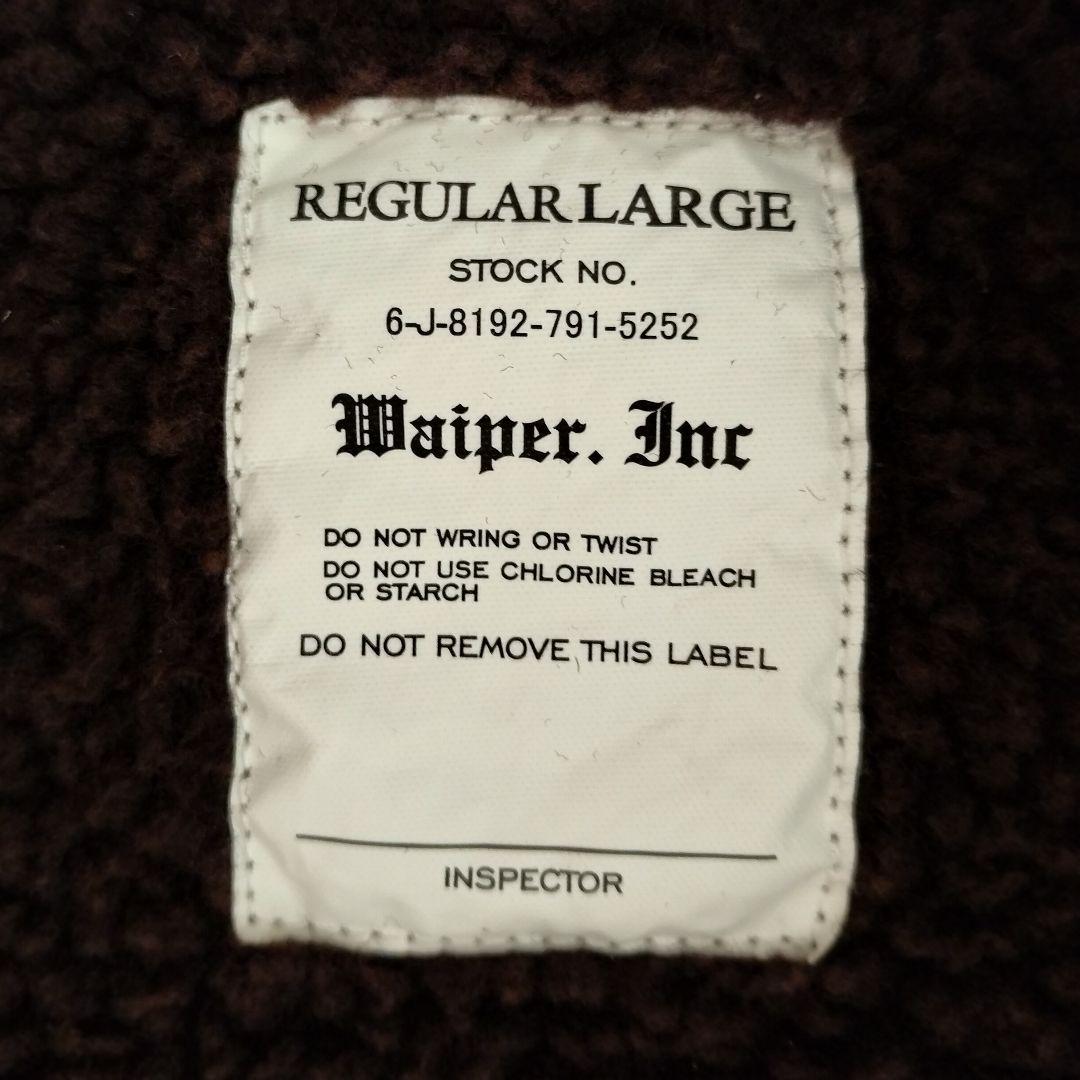 REGULAR LARGE
STOCK NO.
6-J-8192-791-5252
Waiper. Inc
DO NOT WRING OR TWIST
DO NOT USE CHLORINE BLEACH
OR STARCH
DO NOT REMOVE THIS LABEL
INSPECTOR